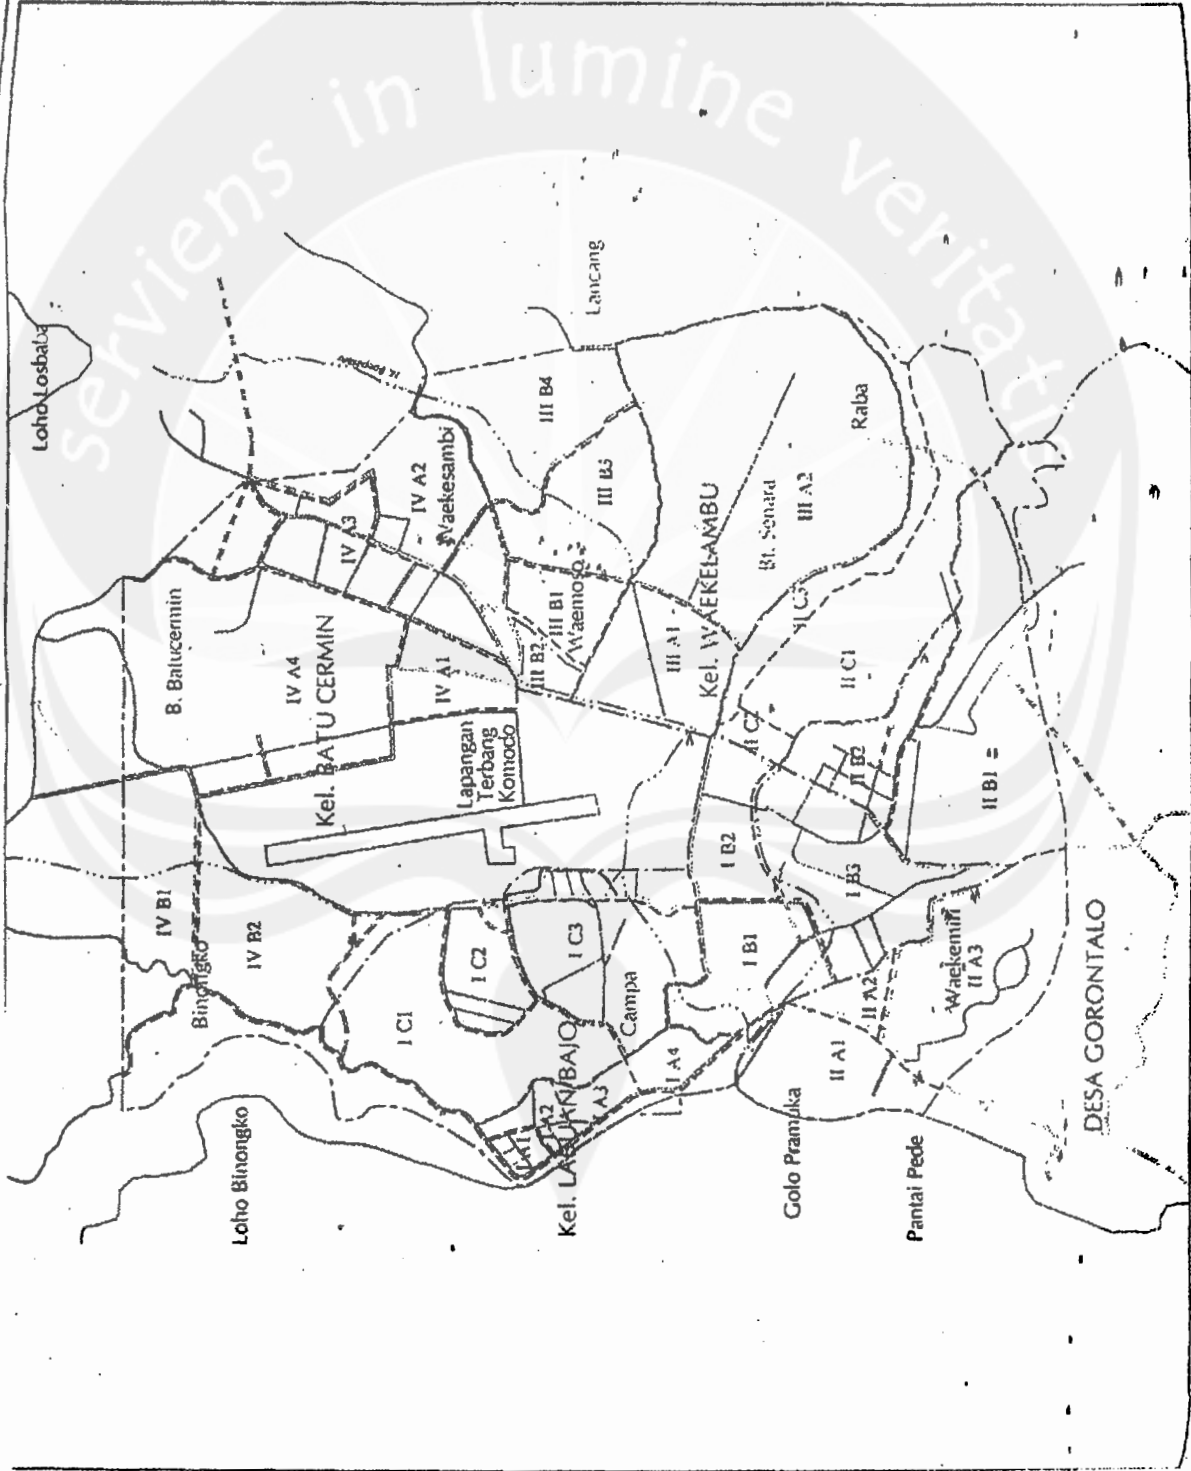 serviens in lumine veritatis
Loho Losbaba
B. Batucermin
IV A4
Kel. BATU CERMIN
IV A3
IV A2
Waekesambi
IV A1
Lapangan
Terbang
Komodo
IV B1
Binongko
IV B2
Loho Binongko
I C1
I C2
I C3
Campa
Kel. LABUAN BAJO
I A1
I A2
I A3
I A4
Lancang
III B4
III B3
III B1
Waemoso
III B2
III A1
Kel. WAEKELAMBU
Bt. Senara
III A2
Raba
II C3
II C1
II C2
I B2
I B1
I B3
II B2
II B1
II A2
Waekemiri
II A3
II A1
Golo Pramuka
Pantai Pede
DESA GORONTALO